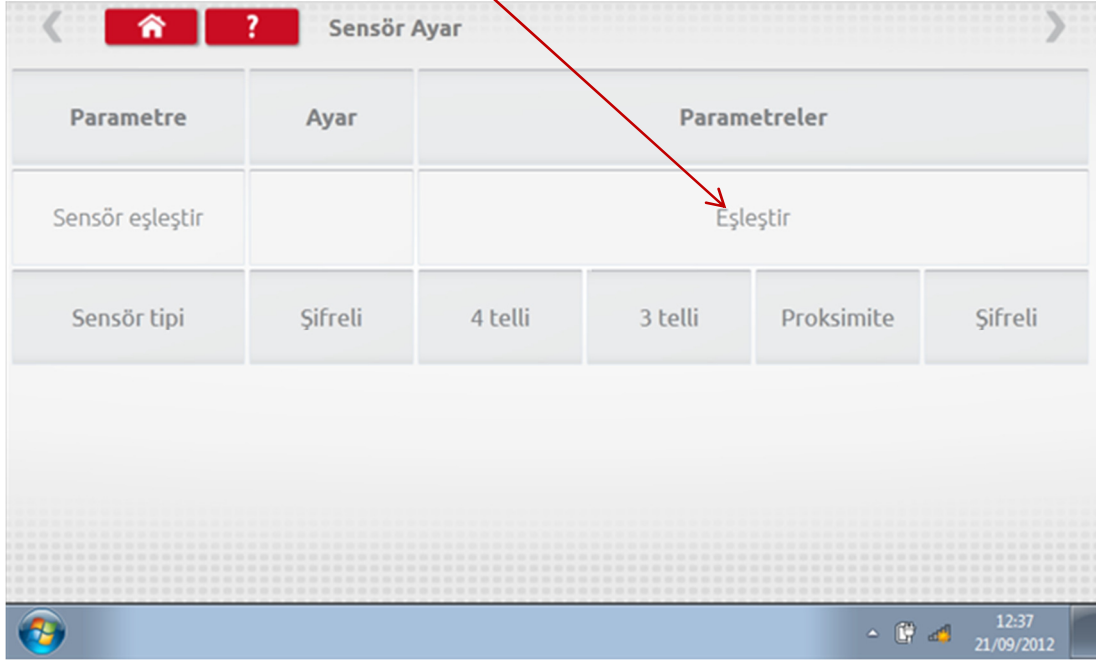 ? Sensör Ayar
Parametre Ayar Parametreler
Sensör eşleştir Eşleştir
Sensör tipi Şifreli 4 telli 3 telli Proksimite Şifreli
12:37
21/09/2012